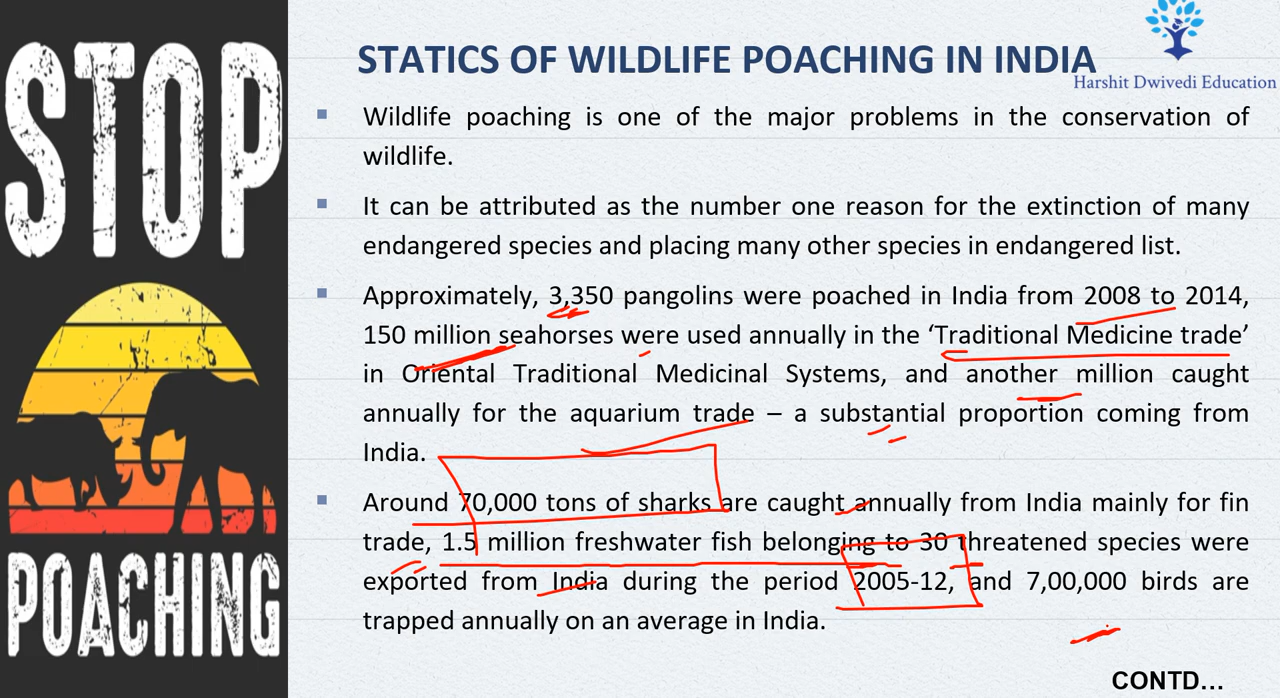 STOP
POACHING
STATICS OF WILDLIFE POACHING IN INDIA
Harshit Dwivedi Education
Wildlife poaching is one of the major problems in the conservation of
wildlife.
It can be attributed as the number one reason for the extinction of many
endangered species and placing many other species in endangered list.
Approximately, 3,350 pangolins were poached in India from 2008 to 2014,
150 million seahorses were used annually in the ‘Traditional Medicine trade’
in Oriental Traditional Medicinal Systems, and another million caught
annually for the aquarium trade – a substantial proportion coming from
India.
Around 70,000 tons of sharks are caught annually from India mainly for fin
trade, 1.5 million freshwater fish belonging to 30 threatened species were
exported from India during the period 2005-12, and 7,00,000 birds are
trapped annually on an average in India.
CONTD...